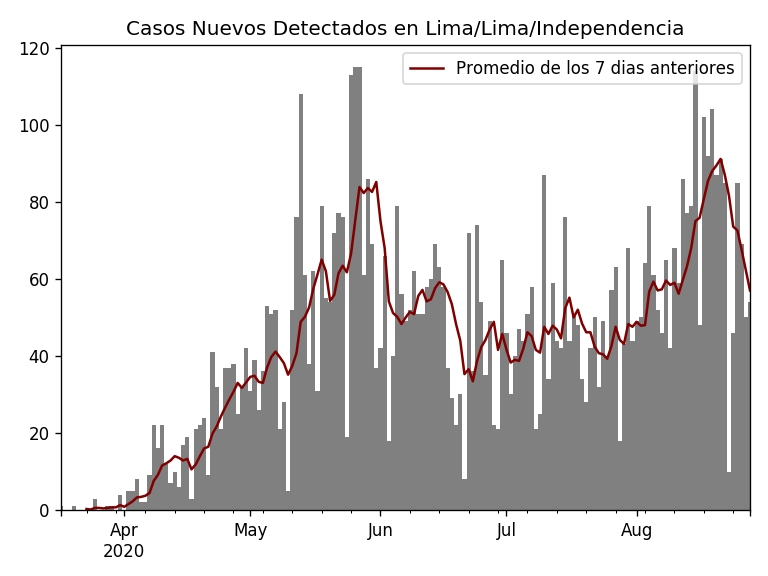 Casos Nuevos Detectados en Lima/Lima/Independencia
Promedio de los 7 dias anteriores
120
100
80
60
40
20
0
Apr
2020
May
Jun
Jul
Aug